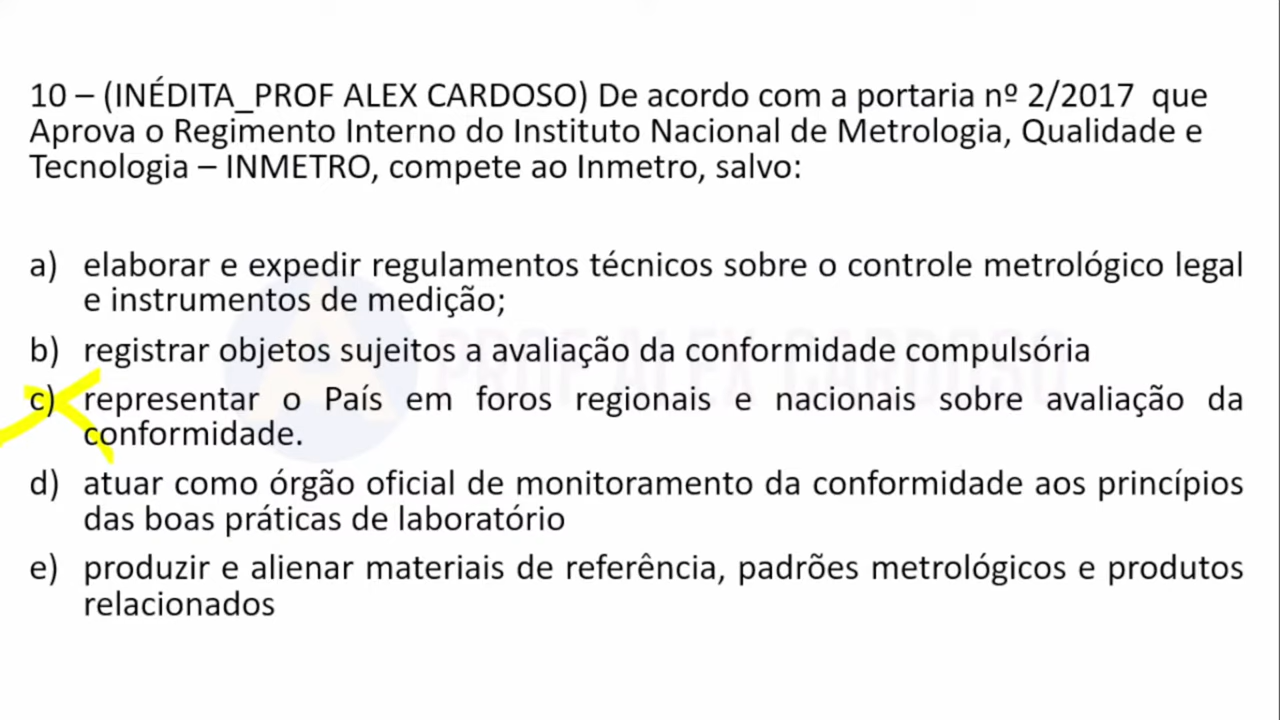 10 – (INÉDITA_PROF ALEX CARDOSO) De acordo com a portaria nº 2/2017 que
Aprova o Regimento Interno do Instituto Nacional de Metrologia, Qualidade e
Tecnologia – INMETRO, compete ao Inmetro, salvo:
a) elaborar e expedir regulamentos técnicos sobre o controle metrológico legal
e instrumentos de medição;
b) registrar objetos sujeitos a avaliação da conformidade compulsória
c) representar o País em foros regionais e nacionais sobre avaliação da
conformidade.
d) atuar como órgão oficial de monitoramento da conformidade aos princípios
das boas práticas de laboratório
e) produzir e alienar materiais de referência, padrões metrológicos e produtos
relacionados
PROF ALEX CARDOSO